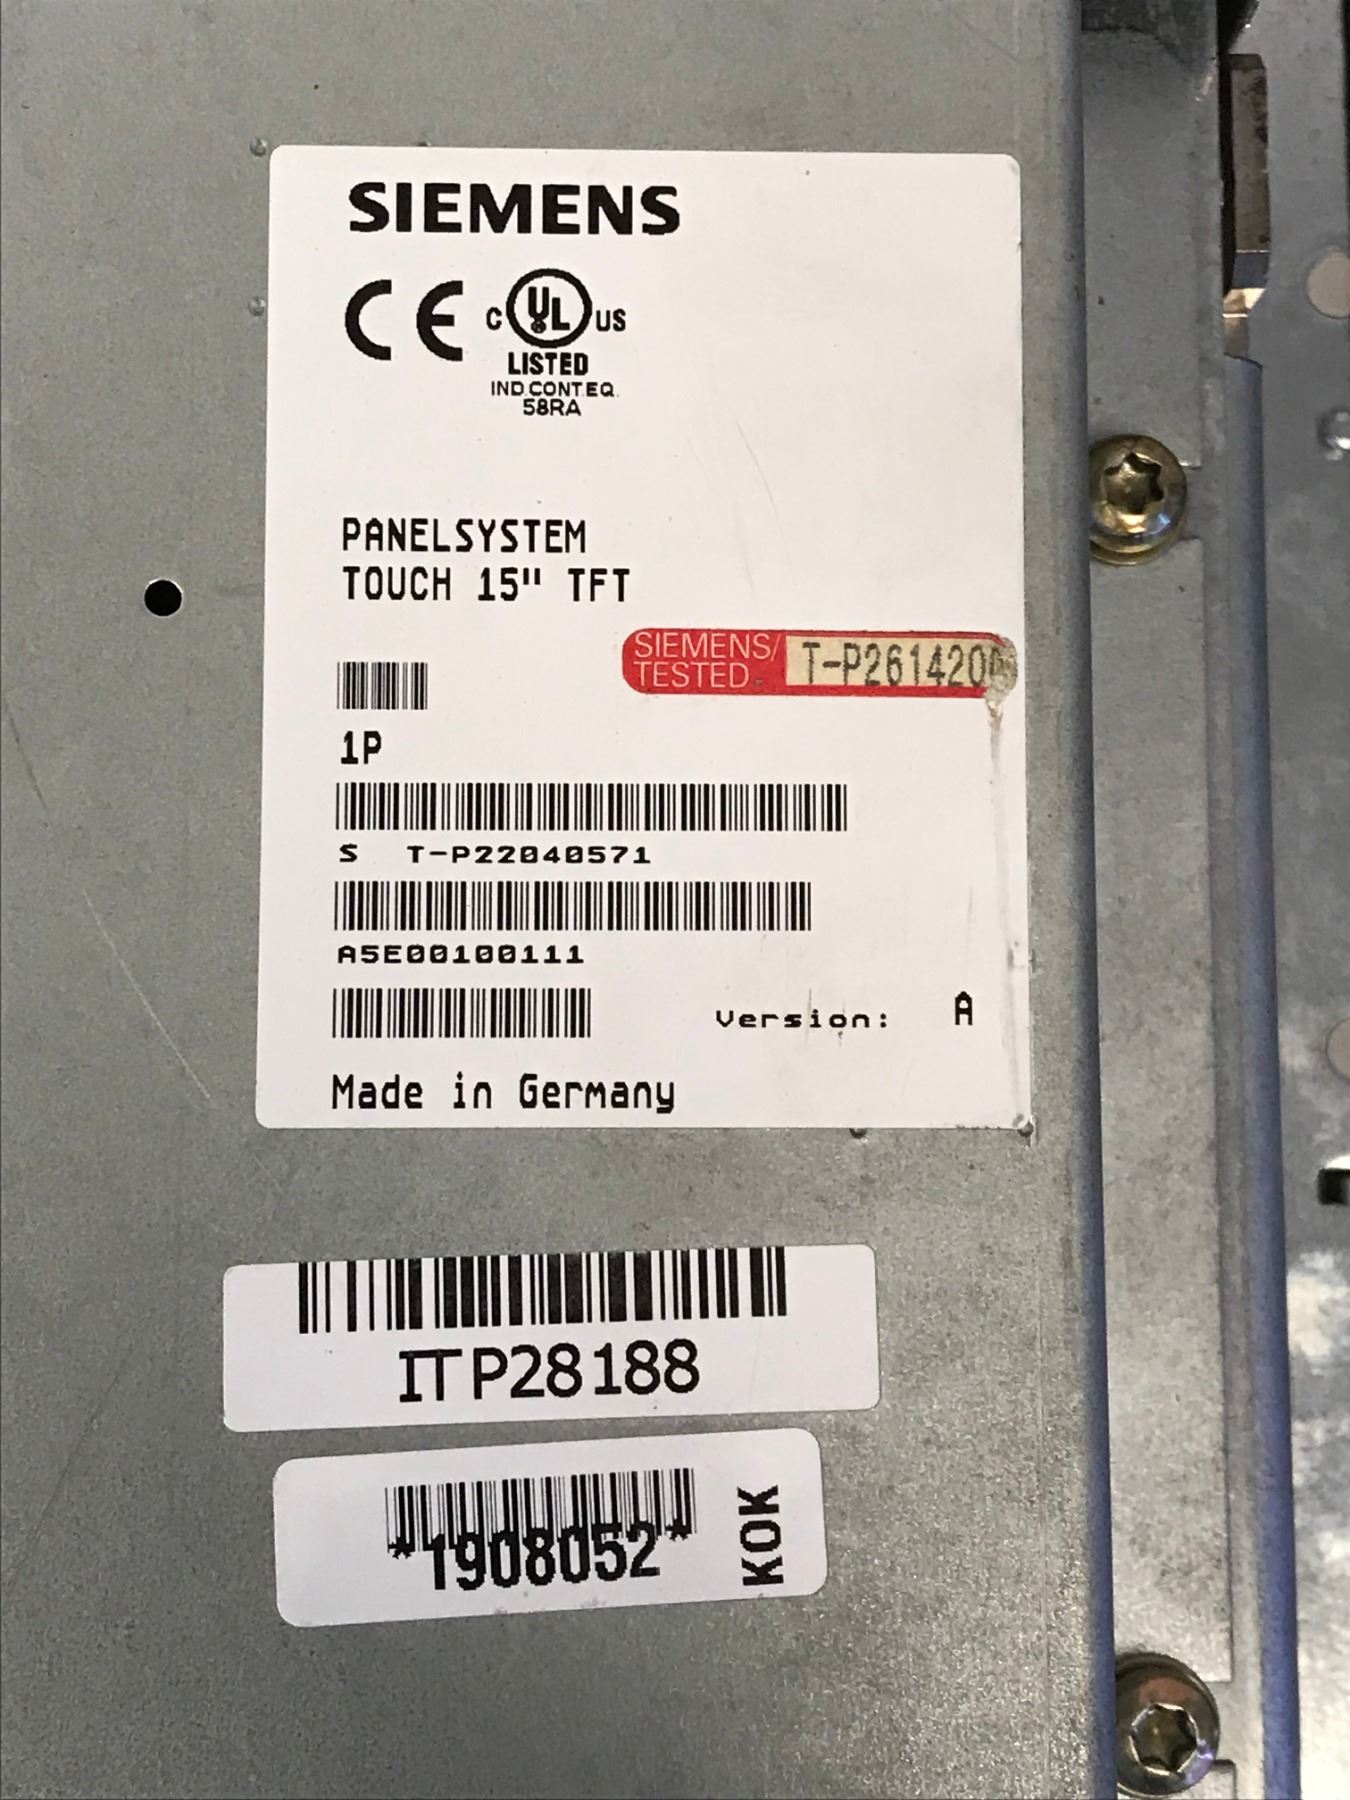 SIEMENS
CE C UL US
LISTED
IND.CONT.EQ.
58RA
PANELSYSTEM
TOUCH 15" TFT
SIEMENS/
TESTED.
1P
S T-P22040571
A5E00100111
Version: A
Made in Germany
ITP28188
*1908052*
KOK